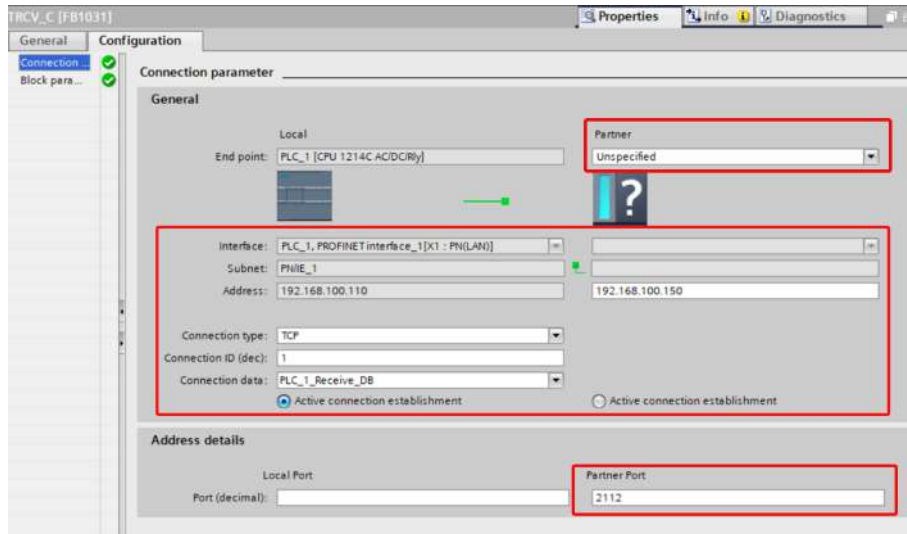 TRCV_C [FB1031]
Properties Info Diagnostics
General Configuration
Connection ...
Block para...
Connection parameter
General
Local Partner
End point: PLC_1 [CPU 1214C AC/DC/Rly] Unspecified
?
Interface: PLC_1, PROFINET interface_1[X1 : PN(LAN)]
Subnet: PN/IE_1
Address: 192.168.100.110 192.168.100.150
Connection type: TCP
Connection ID (dec): 1
Connection data: PLC_1_Receive_DB
Active connection establishment Active connection establishment
Address details
Local Port Partner Port
Port (decimal): 2112